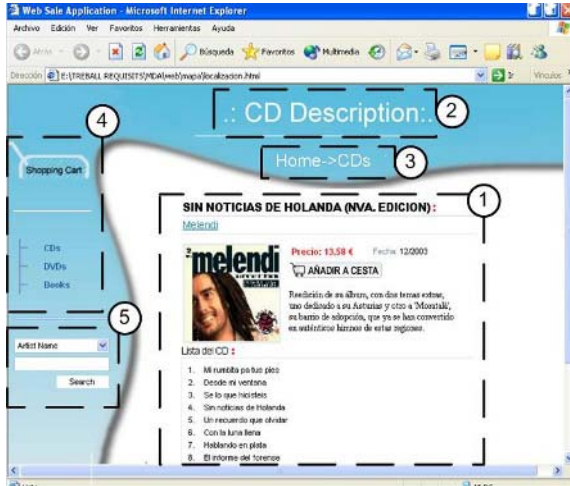 Web Sale Application - Microsoft Internet Explorer
Archivo Edición Ver Favoritos Herramientas Ayuda
Atrás Búsqueda Favoritos Multimedia
Dirección E:\TREBALL REQUISITS\MDA\web\mapa\localizacion.html Ir Vínculos
.: CD Description:.
2
4
Home->CDs
3
Shopping Cart
1
SIN NOTICIAS DE HOLANDA (NVA. EDICION) :
Melendi
CDs
DVDs
Books
melendi
Precio: 13,58 € Fecha: 12/2003
AÑADIR A CESTA
Reedición de su álbum, con dos temas extras,
uno dedicado a su Asturias y otro a 'Moratalá',
su barrio de adopción, que ya se han convertido
en auténticos himnos de estas regiones.
5
Artist Name
Search
Lista del CD :
1. Mi rumbita pa tus pies
2. Desde mi ventana
3. Se lo que hicisteis
4. Sin noticias de Holanda
5. Un recuerdo que olvidar
6. Con la luna llena
7. Hablando en plata
8. El informe del forense